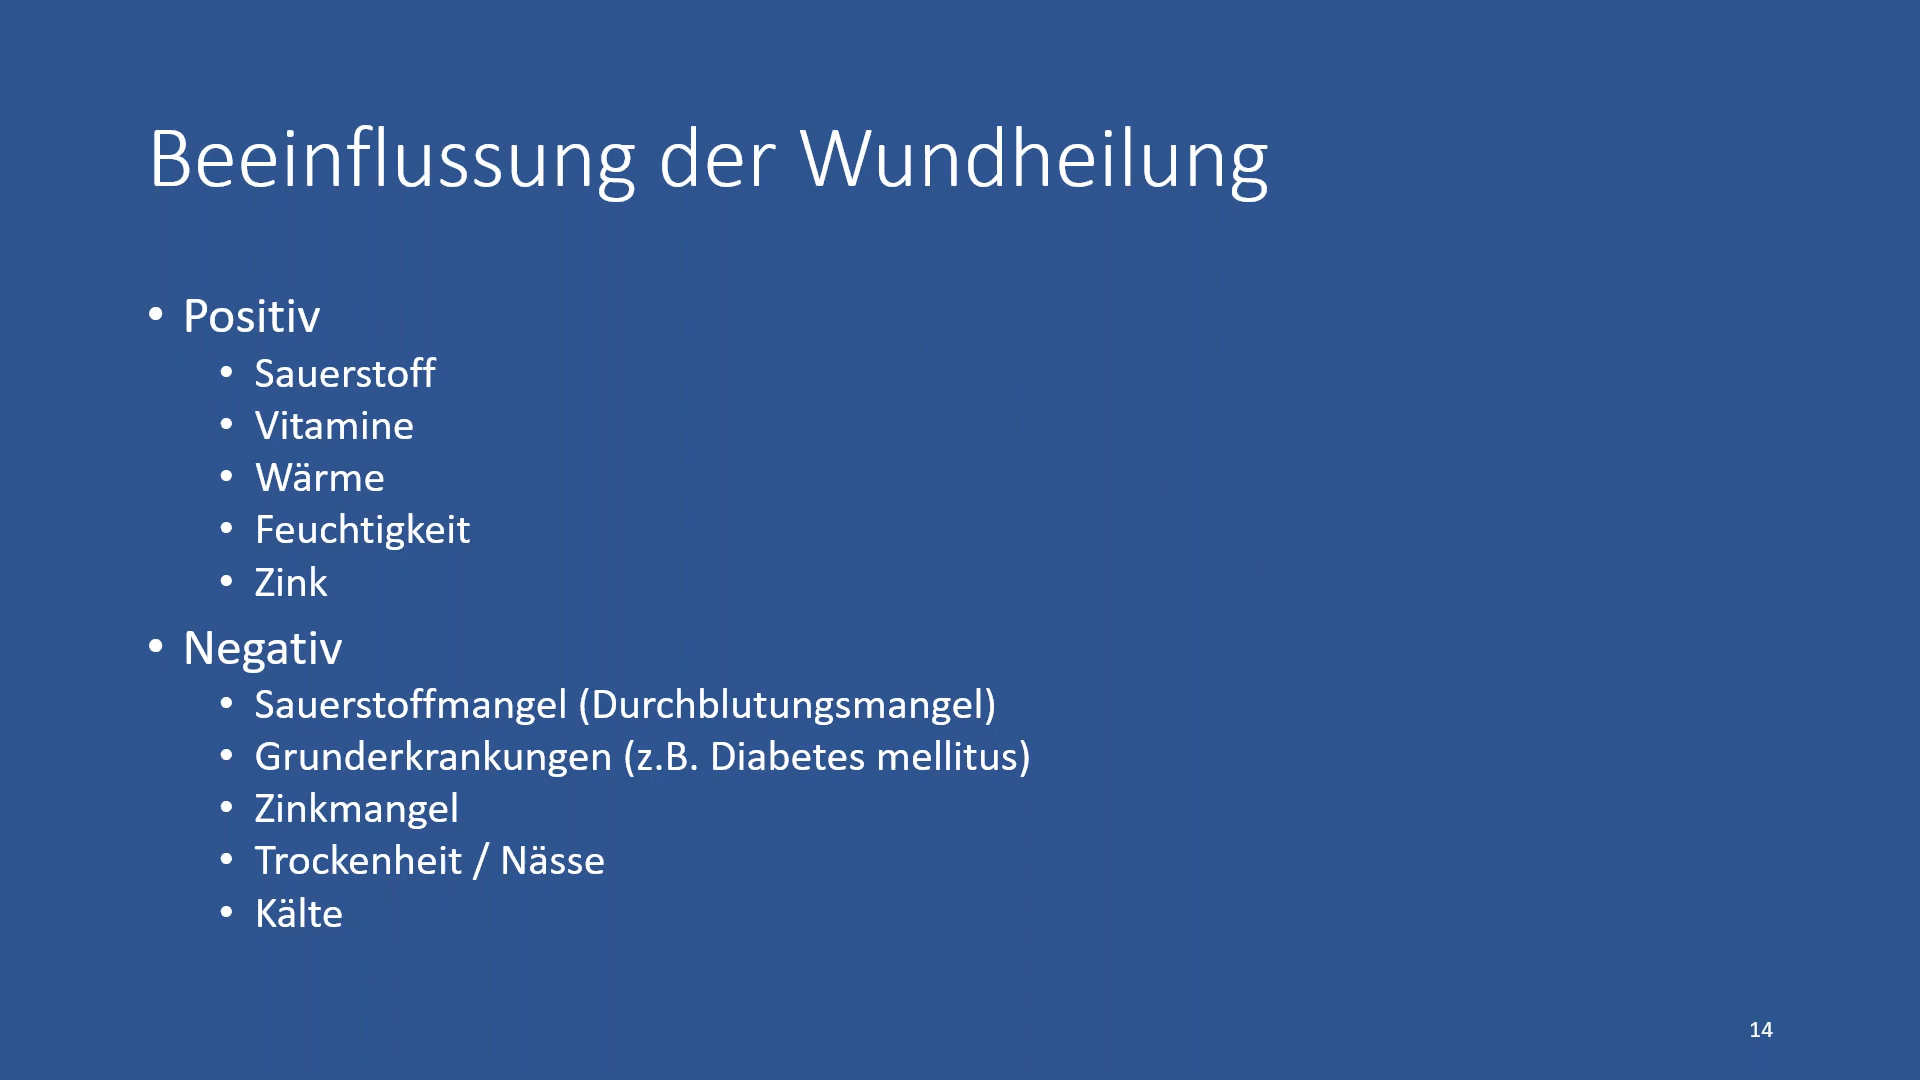 Beeinflussung der Wundheilung
• Positiv
• Sauerstoff
• Vitamine
• Wärme
• Feuchtigkeit
• Zink
• Negativ
• Sauerstoffmangel (Durchblutungsmangel)
• Grunderkrankungen (z.B. Diabetes mellitus)
• Zinkmangel
• Trockenheit / Nässe
• Kälte
14